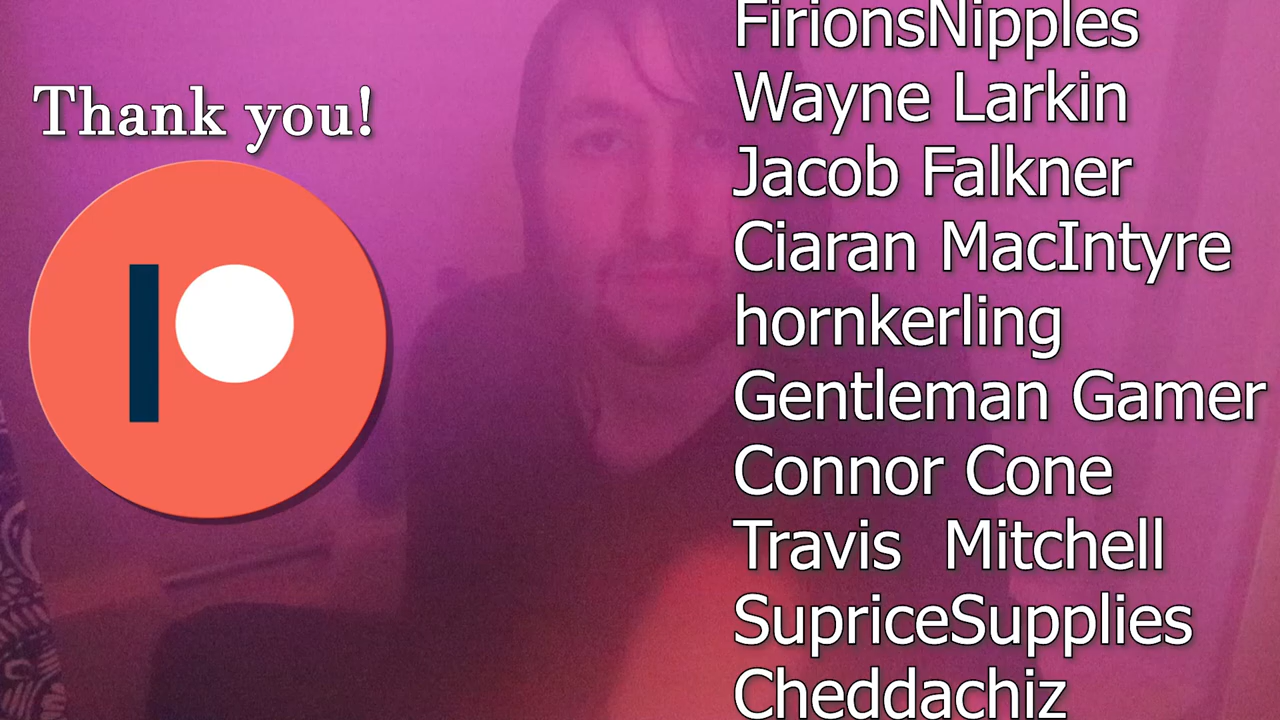 Thank you!
FirionsNipples
Wayne Larkin
Jacob Falkner
Ciaran MacIntyre
hornkerling
Gentleman Gamer
Connor Cone
Travis  Mitchell
SupriceSupplies
Cheddachiz